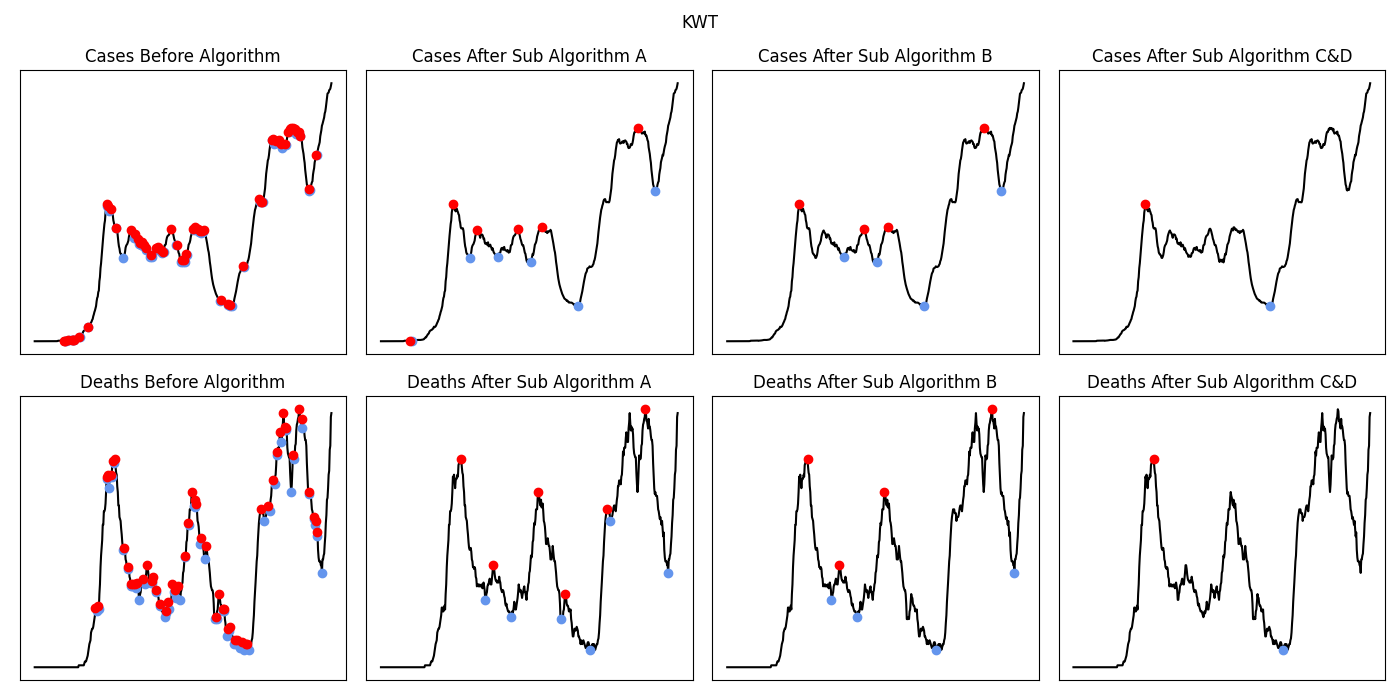 KWT
Cases Before Algorithm
Cases After Sub Algorithm A
Cases After Sub Algorithm B
Cases After Sub Algorithm C&D
Deaths Before Algorithm
Deaths After Sub Algorithm A
Deaths After Sub Algorithm B
Deaths After Sub Algorithm C&D